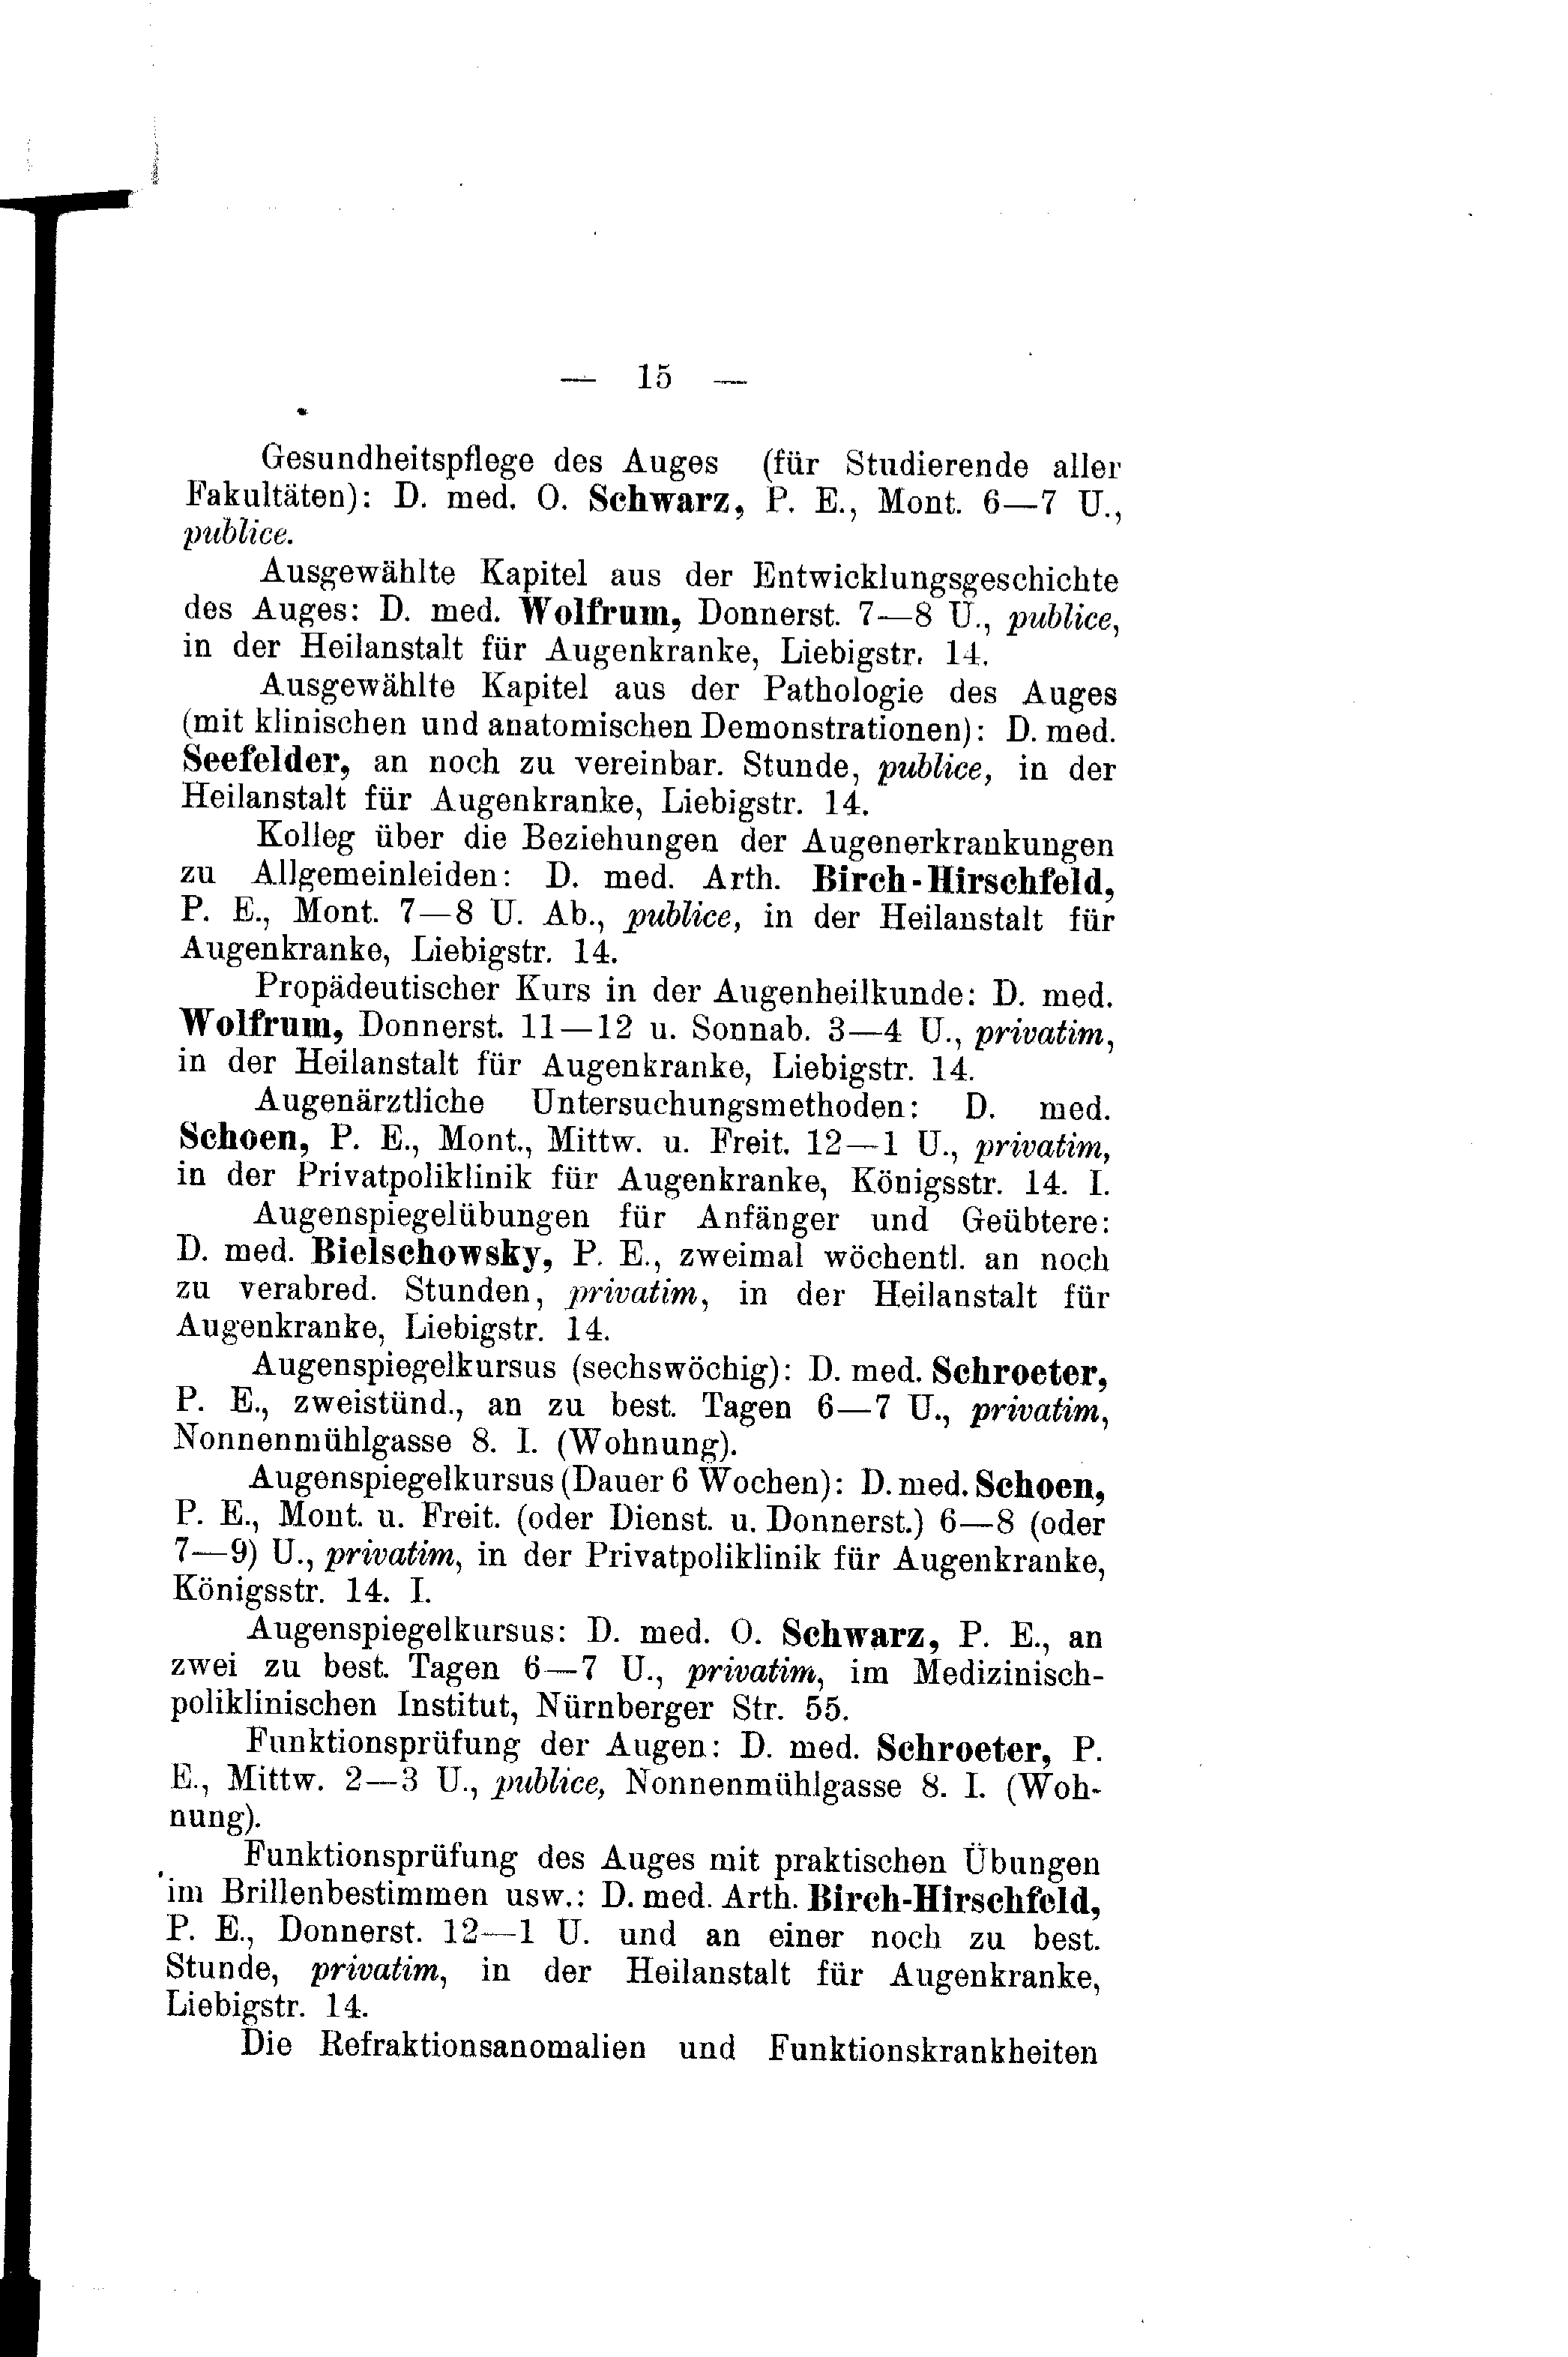 — 15 —
Gesundheitspflege des Auges (für Studierende aller
Fakultäten): D. med. O. Schwarz, P. E., Mont. 6—7 U.,
publice.
Ausgewählte Kapitel aus der Entwicklungsgeschichte
des Auges: D. med. Wolfrum, Donnerst. 7—8 U., publice,
in der Heilanstalt für Augenkranke, Liebigstr. 14.
Ausgewählte Kapitel aus der Pathologie des Auges
(mit klinischen und anatomischen Demonstrationen): D. med.
Seefelder, an noch zu vereinbar. Stunde, publice, in der
Heilanstalt für Augenkranke, Liebigstr. 14.
Kolleg über die Beziehungen der Augenerkrankungen
zu Allgemeinleiden: D. med. Arth. Birch-Hirschfeld,
P. E., Mont. 7—8 U. Ab., publice, in der Heilanstalt für
Augenkranke, Liebigstr. 14.
Propädeutischer Kurs in der Augenheilkunde: D. med.
Wolfrum, Donnerst. 11—12 u. Sonnab. 3—4 U., privatim,
in der Heilanstalt für Augenkranke, Liebigstr. 14.
Augenärztliche Untersuchungsmethoden: D. med.
Schoen, P. E., Mont., Mittw. u. Freit. 12—1 U., privatim,
in der Privatpoliklinik für Augenkranke, Königsstr. 14. I.
Augenspiegelübungen für Anfänger und Geübtere:
D. med. Bielschowsky, P. E., zweimal wöchentl. an noch
zu verabred. Stunden, privatim, in der Heilanstalt für
Augenkranke, Liebigstr. 14.
Augenspiegelkursus (sechswöchig): D. med. Schroeter,
P. E., zweistünd., an zu best. Tagen 6—7 U., privatim,
Nonnenmühlgasse 8. I. (Wohnung).
Augenspiegelkursus (Dauer 6 Wochen): D. med. Schoen,
P. E., Mont. u. Freit. (oder Dienst. u. Donnerst.) 6—8 (oder
7—9) U., privatim, in der Privatpoliklinik für Augenkranke,
Königsstr. 14. I.
Augenspiegelkursus: D. med. O. Schwarz, P. E., an
zwei zu best. Tagen 6—7 U., privatim, im Medizinisch-
poliklinischen Institut, Nürnberger Str. 55.
Funktionsprüfung der Augen: D. med. Schroeter, P.
E., Mittw. 2—3 U., publice, Nonnenmühlgasse 8. I. (Woh-
nung).
Funktionsprüfung des Auges mit praktischen Übungen
im Brillenbestimmen usw.: D. med. Arth. Birch-Hirschfeld,
P. E., Donnerst. 12—1 U. und an einer noch zu best.
Stunde, privatim, in der Heilanstalt für Augenkranke,
Liebigstr. 14.
Die Refraktionsanomalien und Funktionskrankheiten